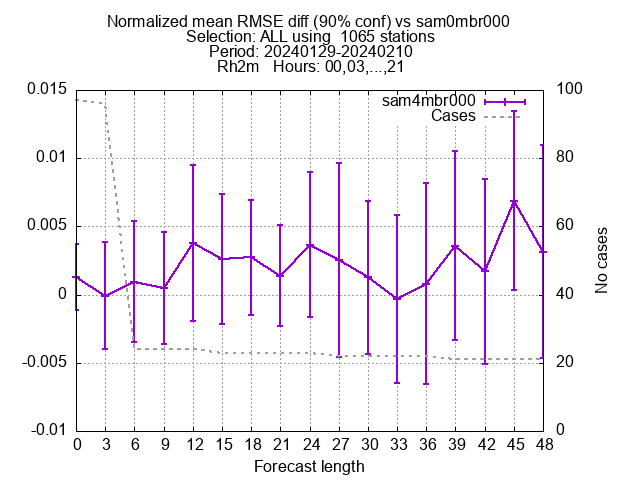 Normalized mean RMSE diff (90% conf) vs sam0mbr000
Selection: ALL using  1065 stations
Period: 20240129-20240210
Rh2m   Hours: 00,03,...,21
sam4mbr000
Cases
0.015
0.01
0.005
0
-0.005
-0.01
100
80
60
40
20
0
No cases
0 3 6 9 12 15 18 21 24 27 30 33 36 39 42 45 48
Forecast length